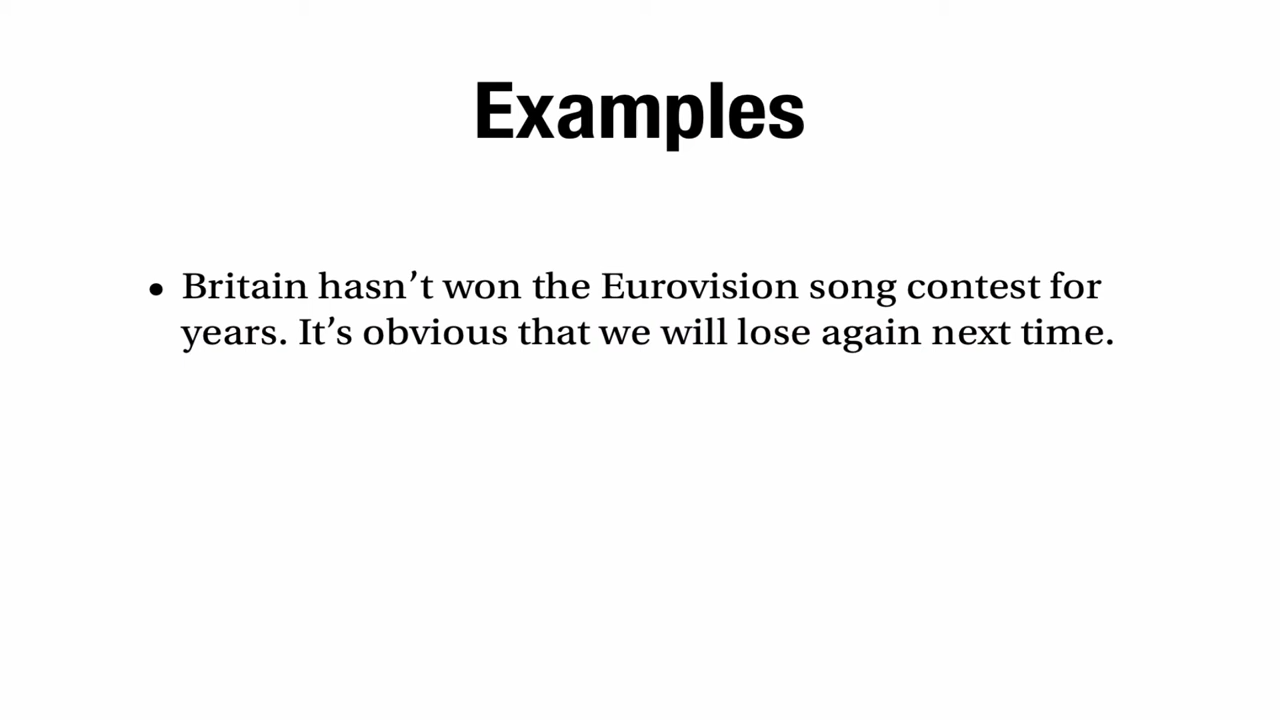 Examples
• Britain hasn’t won the Eurovision song contest for
years. It’s obvious that we will lose again next time.